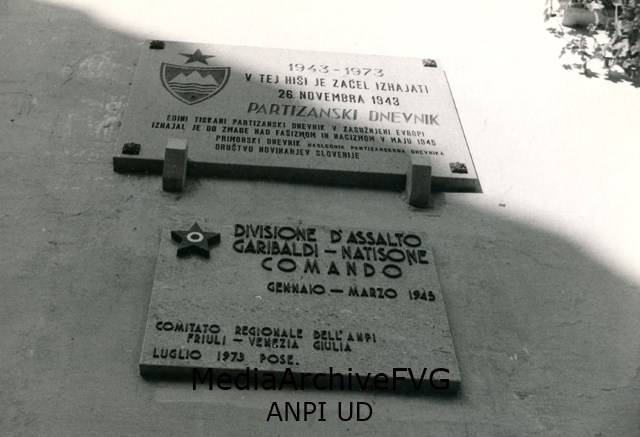 1943-1973
V TEJ HIŠI JE ZAČEL IZHAJATI
26. NOVEMBRA 1943
PARTIZANSKI DNEVNIK
EDINI TISKANI PARTIZANSKI DNEVNIK V ZASUŽNJENI EVROPI
IZHAJAL JE DO ZMAGE NAD FAŠIZMOM IN NACIZMOM V MAJU 1945
PRIMORSKI DNEVNIK NASLEDNIK PARTIZANSKEGA DNEVNIKA
DRUŠTVO NOVINARJEV SLOVENIJE
DIVISIONE D'ASSALTO
GARIBALDI - NATISONE
COMANDO
GENNAIO - MARZO 1945
COMITATO REGIONALE DELL'ANPI
FRIULI - VENEZIA GIULIA
LUGLIO 1973 POSE.
MediaArchiveFVG
ANPI UD